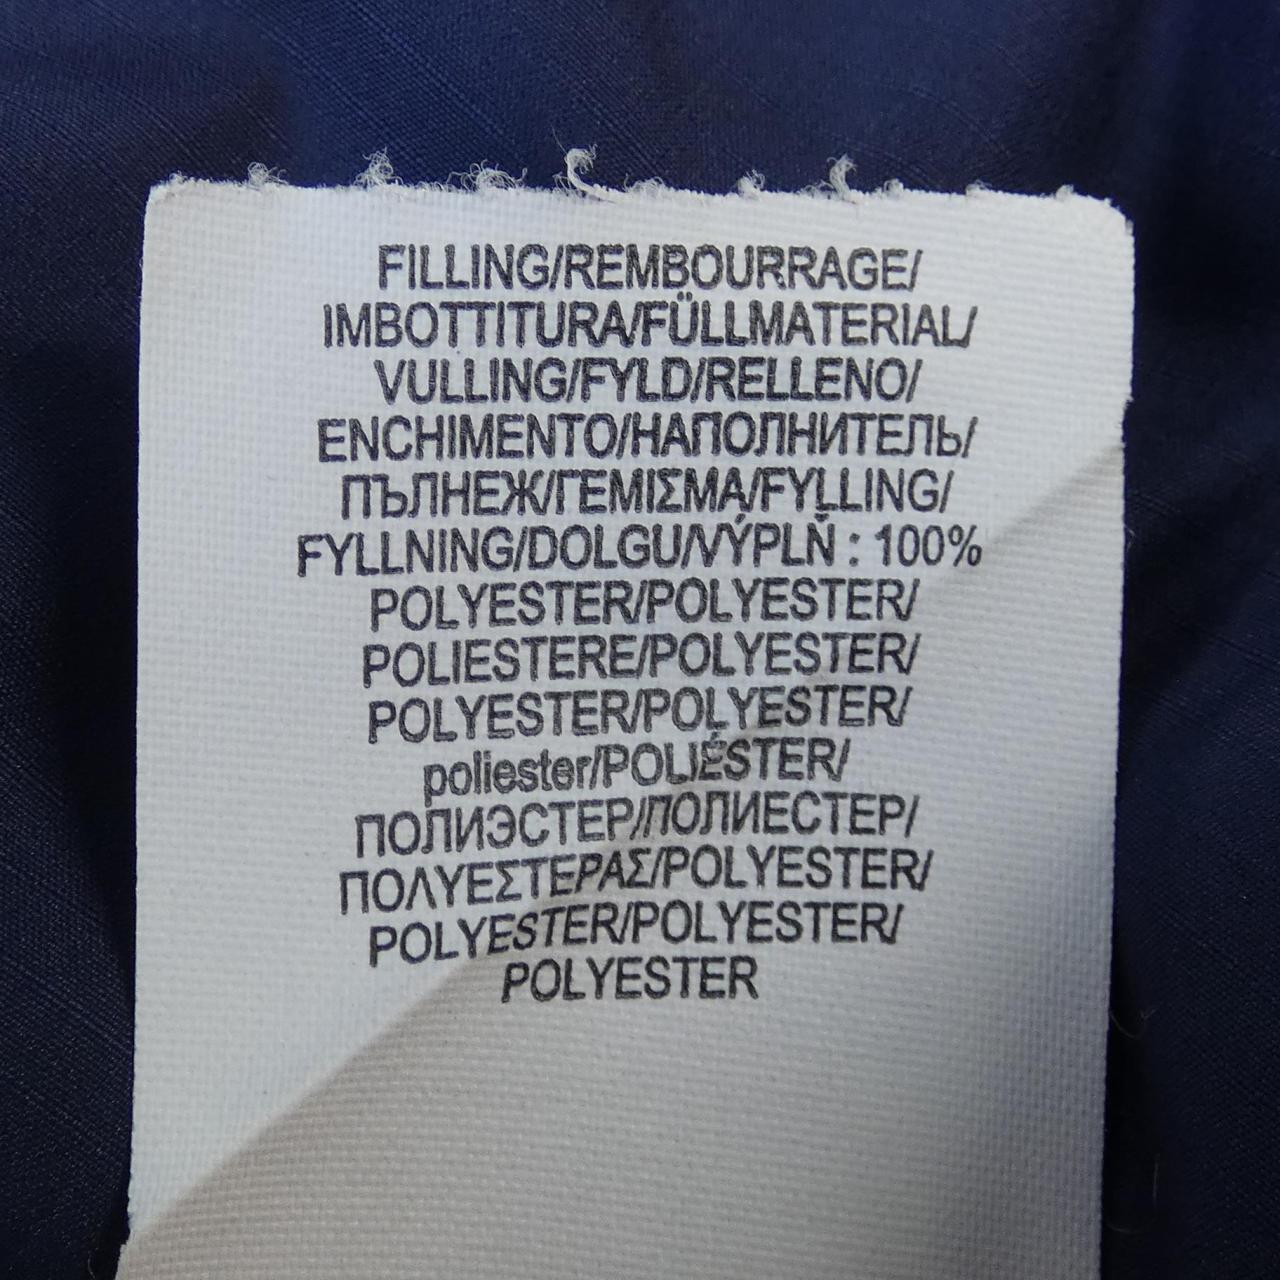 FILLING/REMBOURRAGE/
IMBOTTITURA/FÜLLMATERIAL/
VULLING/FYLD/RELLENO/
ENCHIMENTO/НАПОЛНИТЕЛЬ/
ПЪЛНЕЖ/ΓΕΜΙΣΜΑ/FYLLING/
FYLLNING/DOLGU/VÝPLŇ : 100%
POLYESTER/POLYESTER/
POLIESTERE/POLYESTER/
POLYESTER/POLYESTER/
poliester/POLIÉSTER/
ПОЛИЭСТЕР/ПОЛИЕСТЕР/
ΠΟΛΥΕΣΤΕΡΑΣ/POLYESTER/
POLYESTER/POLYESTER/
POLYESTER